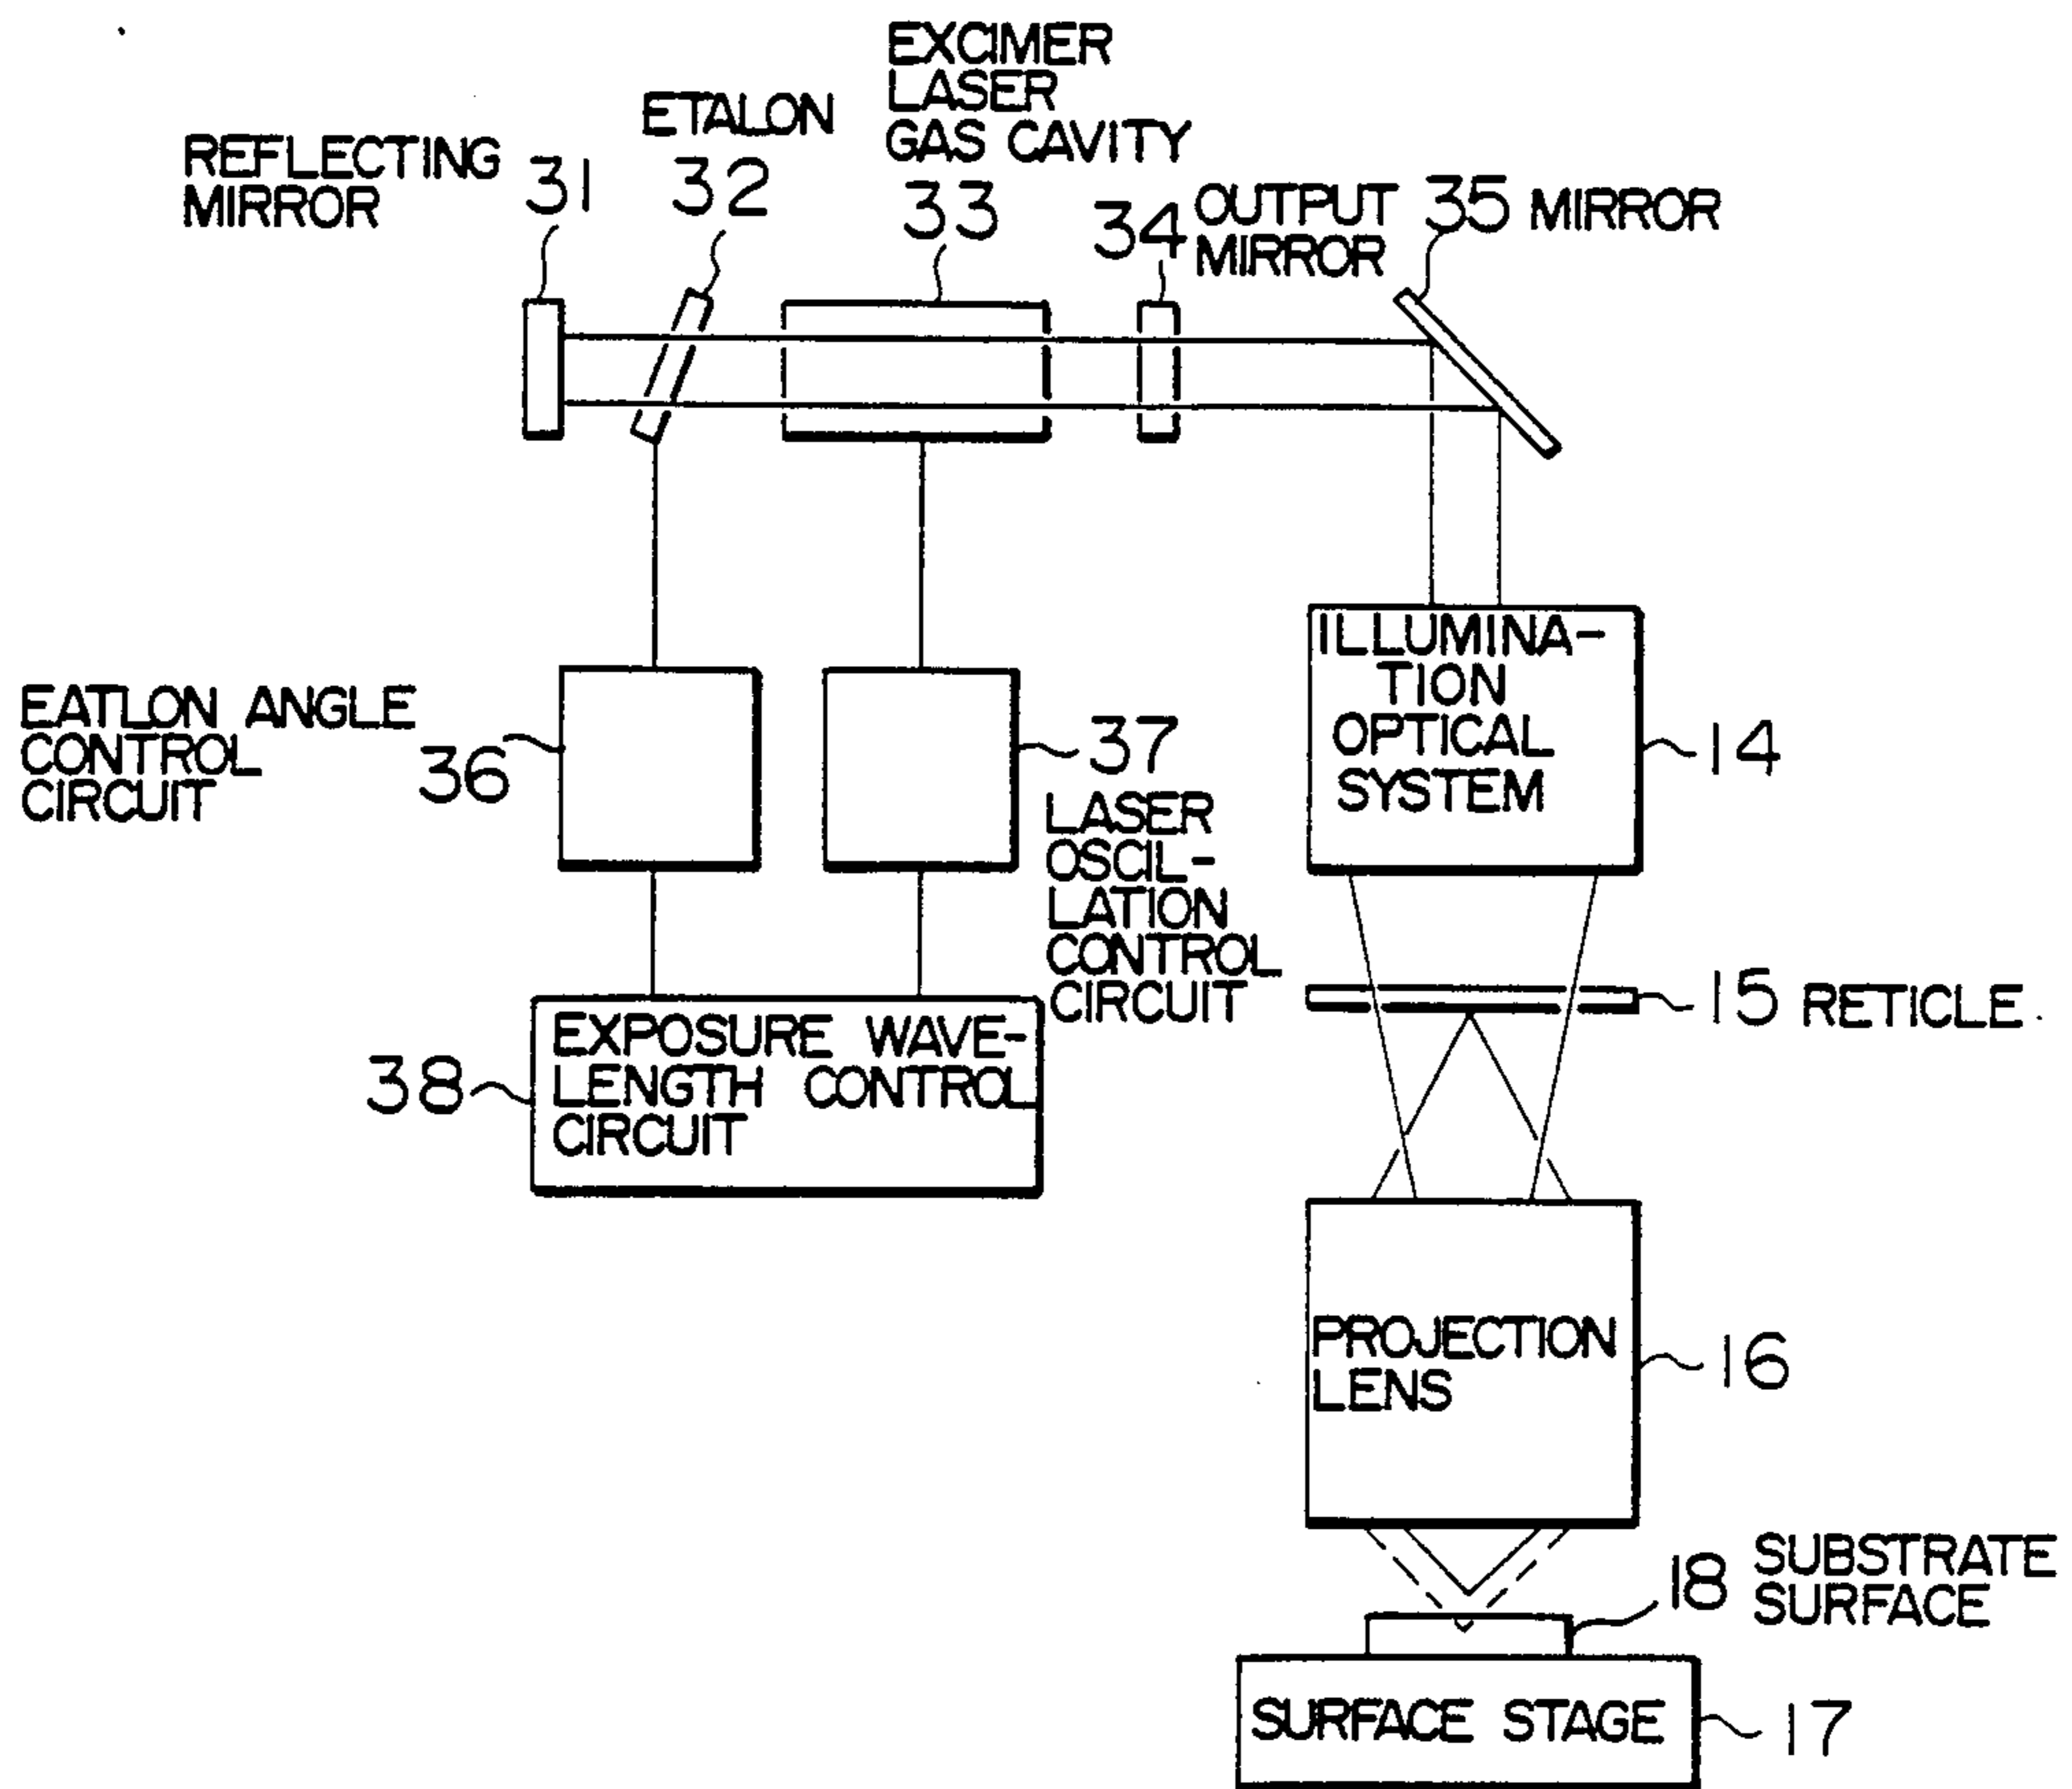 EXCIMER
LASER
GAS CAVITY
33
ETALON
32
REFLECTING
MIRROR
31
34
OUTPUT
MIRROR
35 MIRROR
EATLON ANGLE
CONTROL
CIRCUIT
36
37
LASER
OSCIL-
LATION
CONTROL
CIRCUIT
ILLUMINA-
TION
OPTICAL
SYSTEM
14
15 RETICLE
38
EXPOSURE WAVE-
LENGTH CONTROL
CIRCUIT
PROJECTION
LENS
16
18
SUBSTRATE
SURFACE
SURFACE STAGE
17